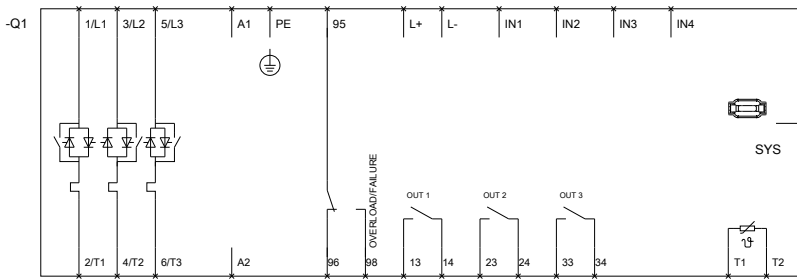 -Q1
1/L1 3/L2 5/L3 A1 PE 95 L+ L- IN1 IN2 IN3 IN4
SYS
OVERLOAD/FAILURE
OUT 1 OUT 2 OUT 3
ϑ
2/T1 4/T2 6/T3 A2 96 98 13 14 23 24 33 34 T1 T2